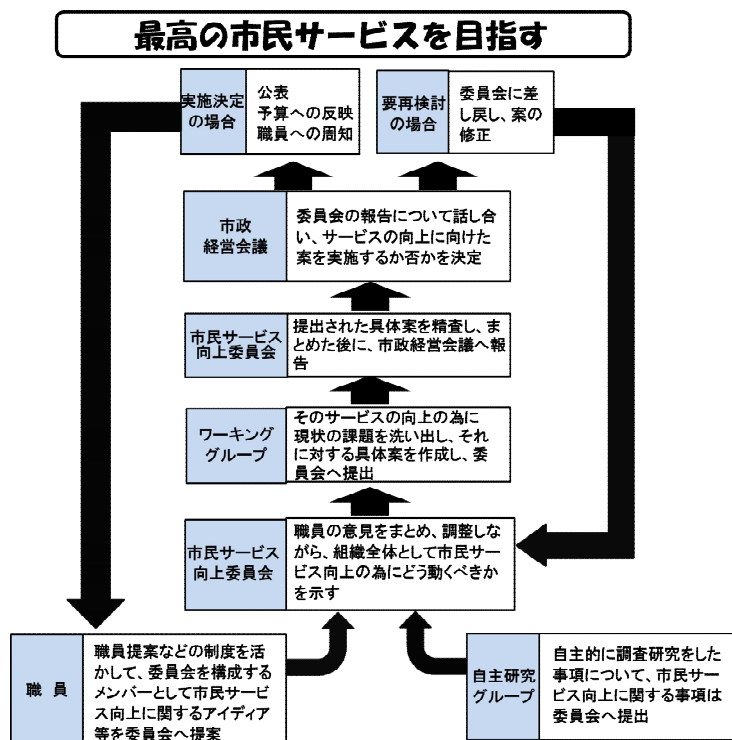 最高の市民サービスを目指す
実施決定
の場合
公表
予算への反映
職員への周知
要再検討
の場合
委員会に差
し戻し、案の
修正
市政
経営会議
委員会の報告について話し合
い、サービスの向上に向けた
案を実施するか否かを決定
市民サービス
向上委員会
提出された具体案を精査し、ま
とめた後に、市政経営会議へ報
告
ワーキング
グループ
そのサービスの向上の為に
現状の課題を洗い出し、それ
に対する具体案を作成し、委
員会へ提出
市民サービス
向上委員会
職員の意見をまとめ、調整しな
がら、組織全体として市民サー
ビス向上の為にどう動くべきか
を示す
職 員
職員提案などの制度を活
かして、委員会を構成する
メンバーとして市民サービ
ス向上に関するアイディア
等を委員会へ提案
自主研究
グループ
自主的に調査研究をした
事項について、市民サー
ビス向上に関する事項は
委員会へ提出